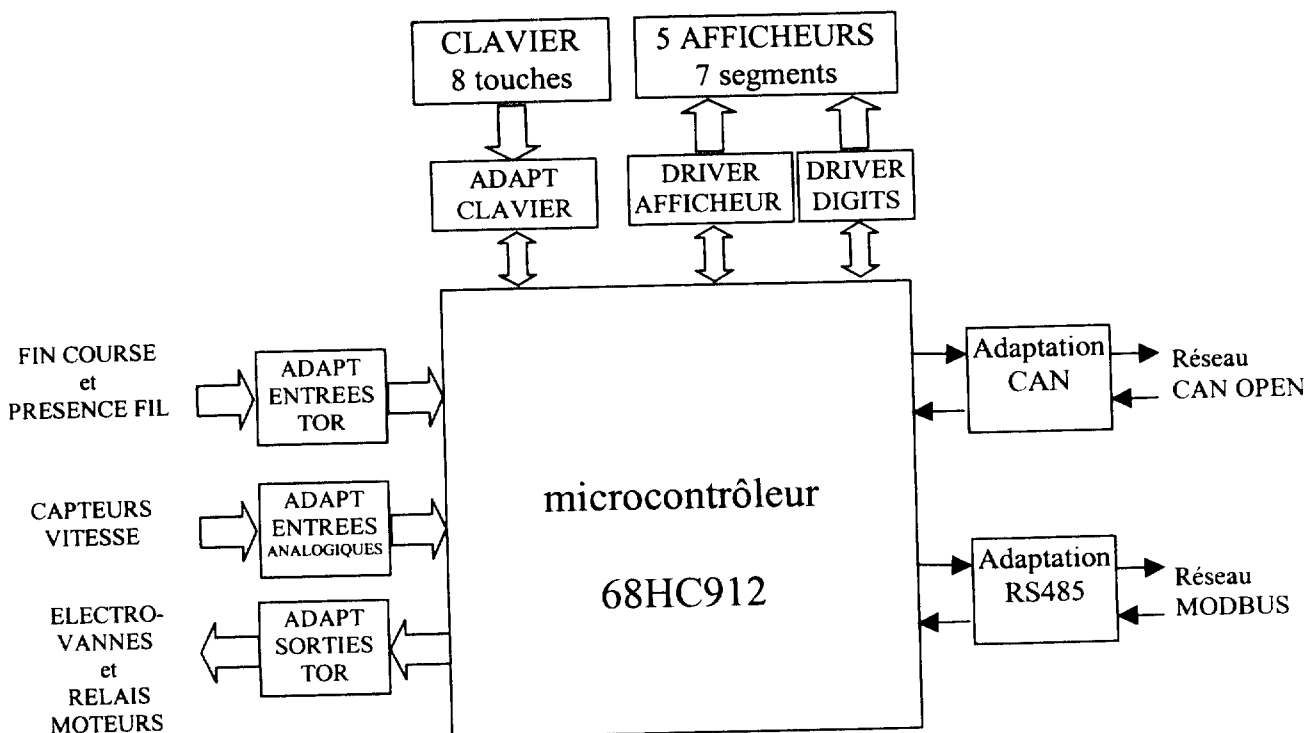 CLAVIER
8 touches
5 AFFICHEURS
7 segments
ADAPT
CLAVIER
DRIVER
AFFICHEUR
DRIVER
DIGITS
FIN COURSE
et
PRESENCE FIL
ADAPT
ENTREES
TOR
CAPTEURS
VITESSE
ADAPT
ENTREES
ANALOGIQUES
ELECTRO-
VANNES
et
RELAIS
MOTEURS
ADAPT
SORTIES
TOR
microcontrôleur
68HC912
Adaptation
CAN
Réseau
CAN OPEN
Adaptation
RS485
Réseau
MODBUS